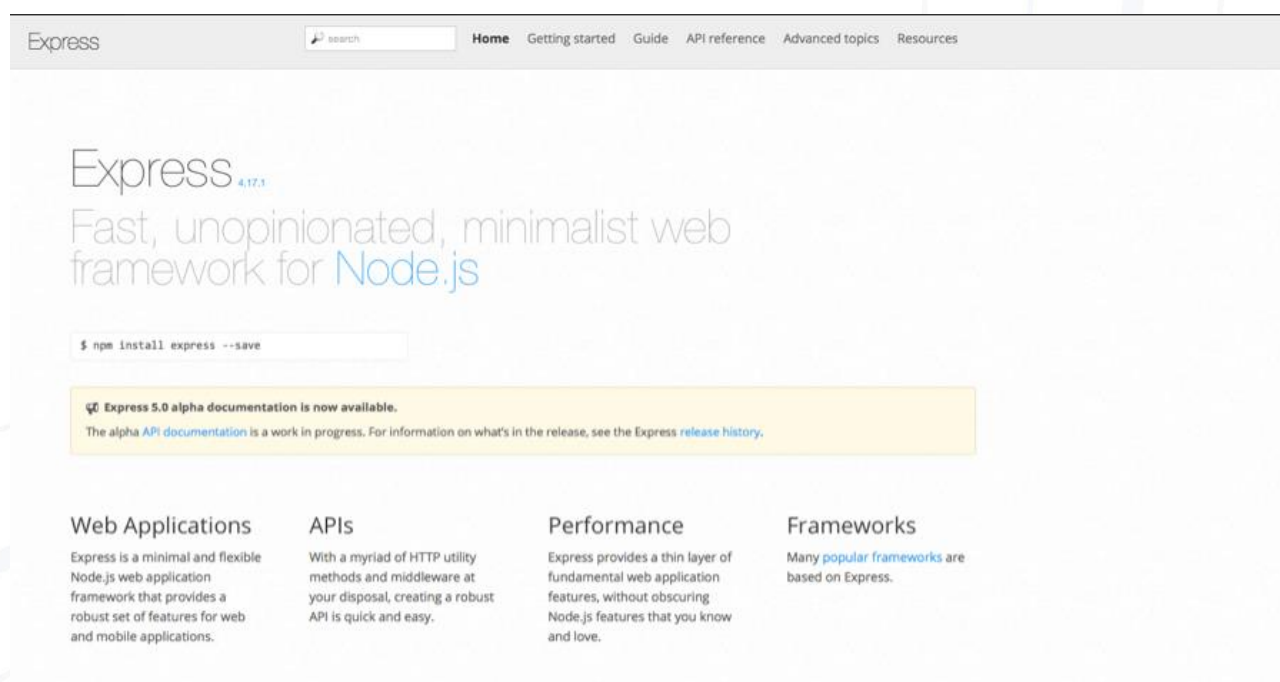 Express
search
Home Getting started Guide API reference Advanced topics Resources
Express 4.17.1
Fast, unopinionated, minimalist web
framework for Node.js
$ npm install express --save
Express 5.0 alpha documentation is now available.
The alpha API documentation is a work in progress. For information on what's in the release, see the Express release history.
Web Applications
Express is a minimal and flexible
Node.js web application
framework that provides a
robust set of features for web
and mobile applications.
APIs
With a myriad of HTTP utility
methods and middleware at
your disposal, creating a robust
API is quick and easy.
Performance
Express provides a thin layer of
fundamental web application
features, without obscuring
Node.js features that you know
and love.
Frameworks
Many popular frameworks are
based on Express.